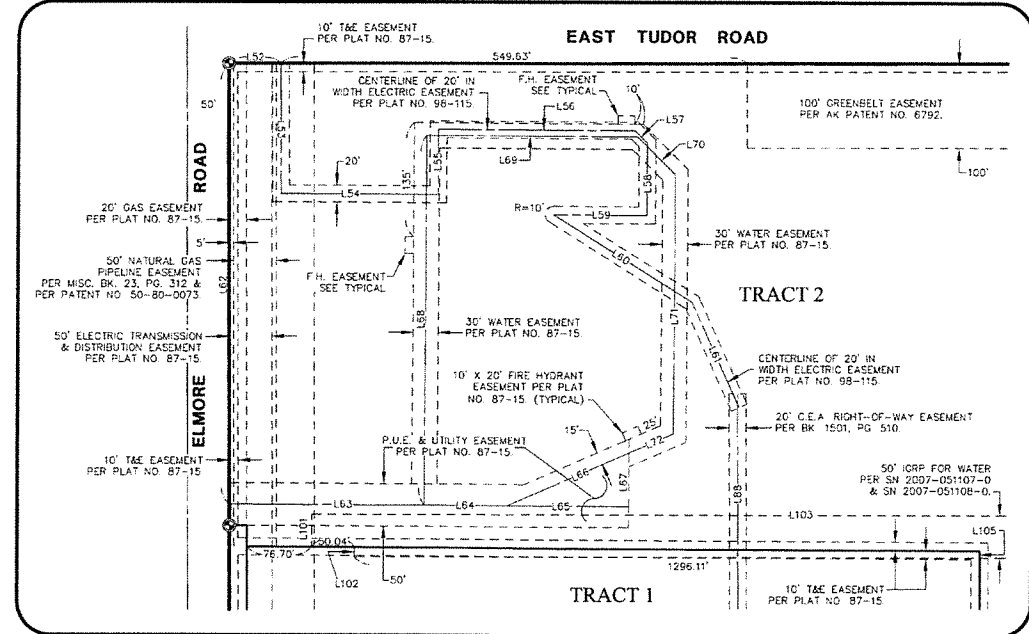 10' T&E EASEMENT
PER PLAT NO. 87-15.
EAST TUDOR ROAD
L52
549.63'
CENTERLINE OF 20' IN
WIDTH ELECTRIC EASEMENT
PER PLAT NO. 98-115.
F.H. EASEMENT
SEE TYPICAL
10'
L56
L57
50'
100' GREENBELT EASEMENT
PER AK PATENT NO. 6792.
L53
L70
L55
L69
20'
35'
L58
100'
L54
ROAD
R=10'
L59
20' GAS EASEMENT
PER PLAT NO. 87-15.
30' WATER EASEMENT
PER PLAT NO. 87-15.
5'
L60
50' NATURAL GAS
PIPELINE EASEMENT
PER MISC. BK. 23, PG. 312 &
PER PATENT NO. 50-80-0073.
F.H. EASEMENT
SEE TYPICAL
L62
TRACT 2
L68
L71
50' ELECTRIC TRANSMISSION
& DISTRIBUTION EASEMENT
PER PLAT NO. 87-15.
30' WATER EASEMENT
PER PLAT NO. 87-15.
L61
CENTERLINE OF 20' IN
WIDTH ELECTRIC EASEMENT
PER PLAT NO. 98-115.
10' X 20' FIRE HYDRANT
EASEMENT PER PLAT
NO. 87-15. (TYPICAL)
ELMORE
20' C.E.A RIGHT-OF-WAY EASEMENT
PER BK 1501, PG 510.
1.25'
P.U.E. & UTILITY EASEMENT
PER PLAT NO. 87-15.
15'
L72
10' T&E EASEMENT
PER PLAT NO. 87-15.
L66
L67
50' ICRP FOR WATER
PER SN 2007-051107-0
& SN 2007-051108-0.
L88
L63
L64
L65
L103
L101
L105
50.04'
76.70'
L102
50'
1296.11'
TRACT 1
10' T&E EASEMENT
PER PLAT NO. 87-15.